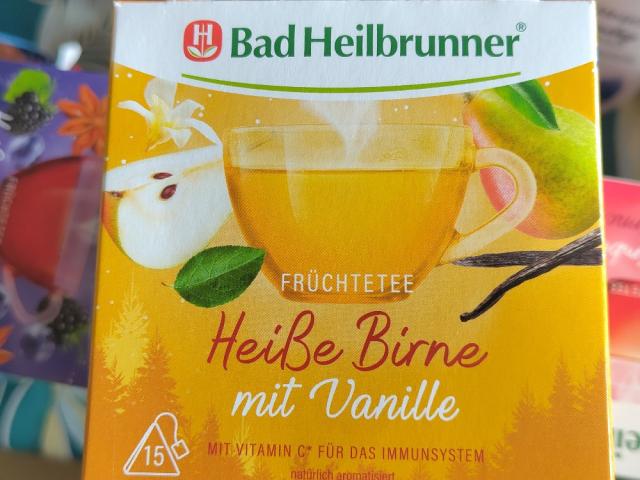 Bad Heilbrunner®
FRÜCHTETEE
Heiße Birne
mit Vanille
15
MIT VITAMIN C* FÜR DAS IMMUNSYSTEM
natürlich aromatisiert